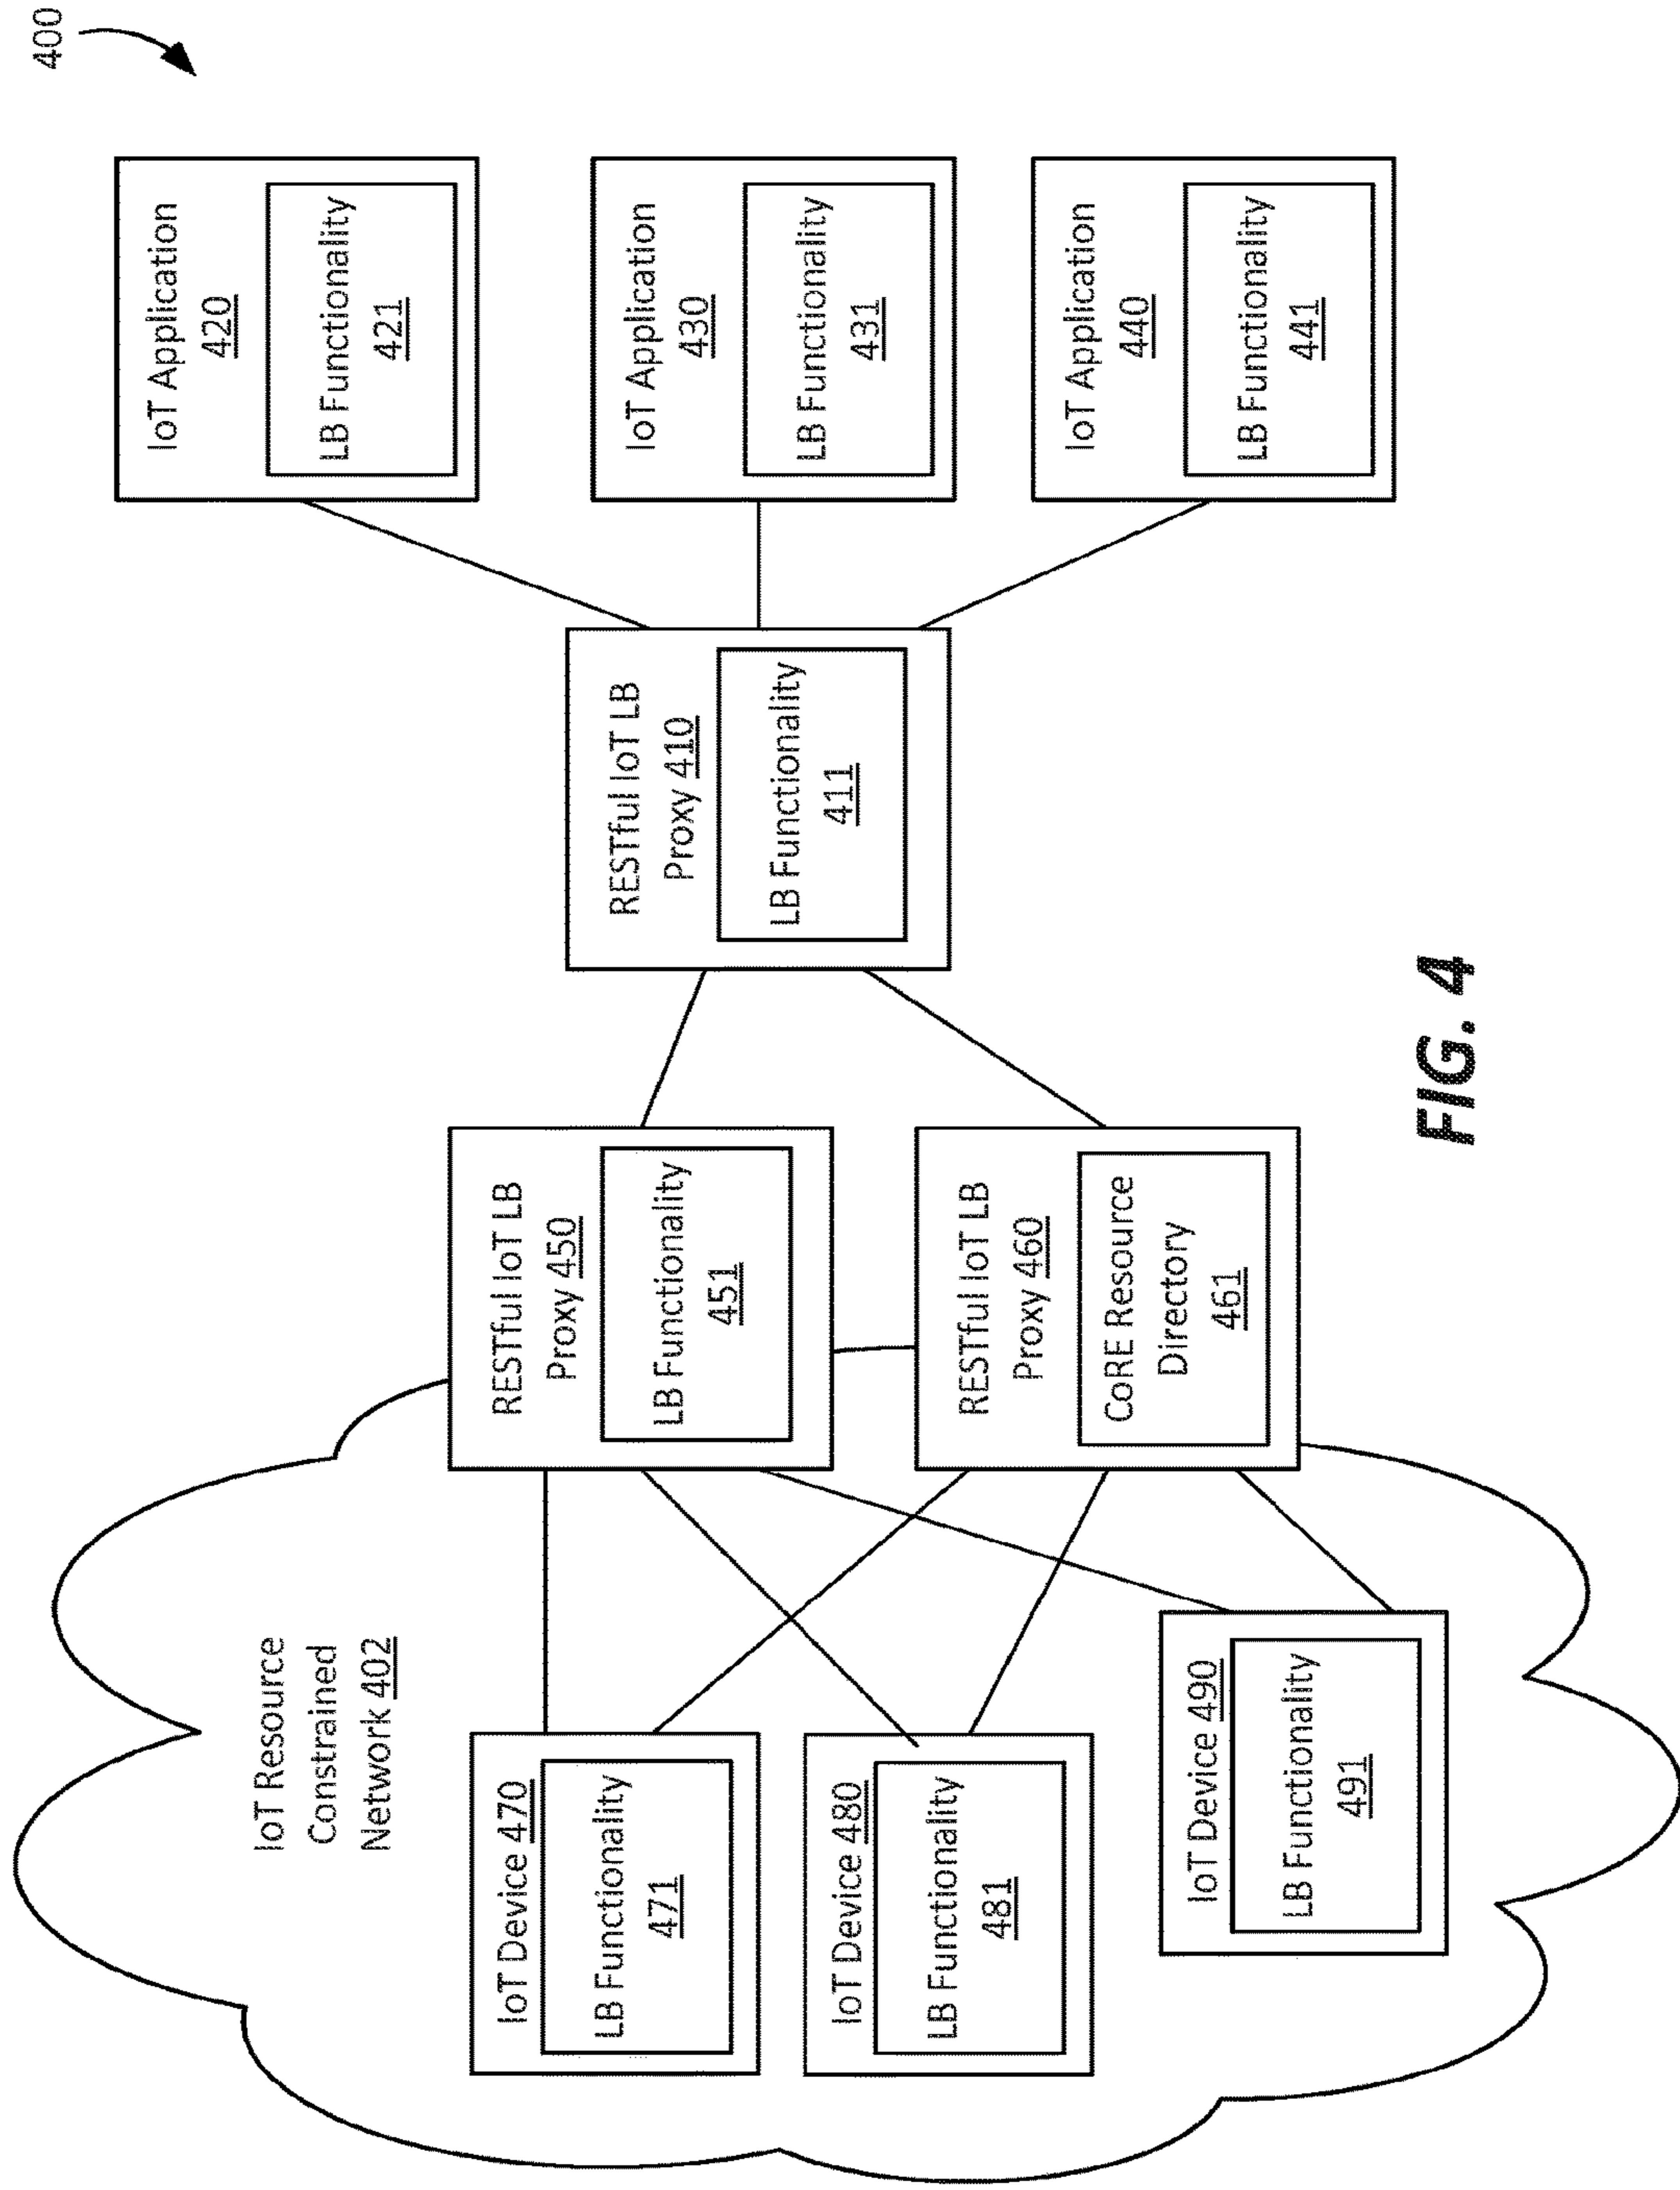 400
IoT Resource
Constrained
Network 402
IoT Device 470
LB Functionality
471
IoT Device 480
LB Functionality
481
IoT Device 490
LB Functionality
491
RESTful IoT LB
Proxy 450
LB Functionality
451
RESTful IoT LB
Proxy 460
CoRE Resource
Directory
461
RESTful IoT LB
Proxy 410
LB Functionality
411
IoT Application
420
LB Functionality
421
IoT Application
430
LB Functionality
431
IoT Application
440
LB Functionality
441
FIG. 4